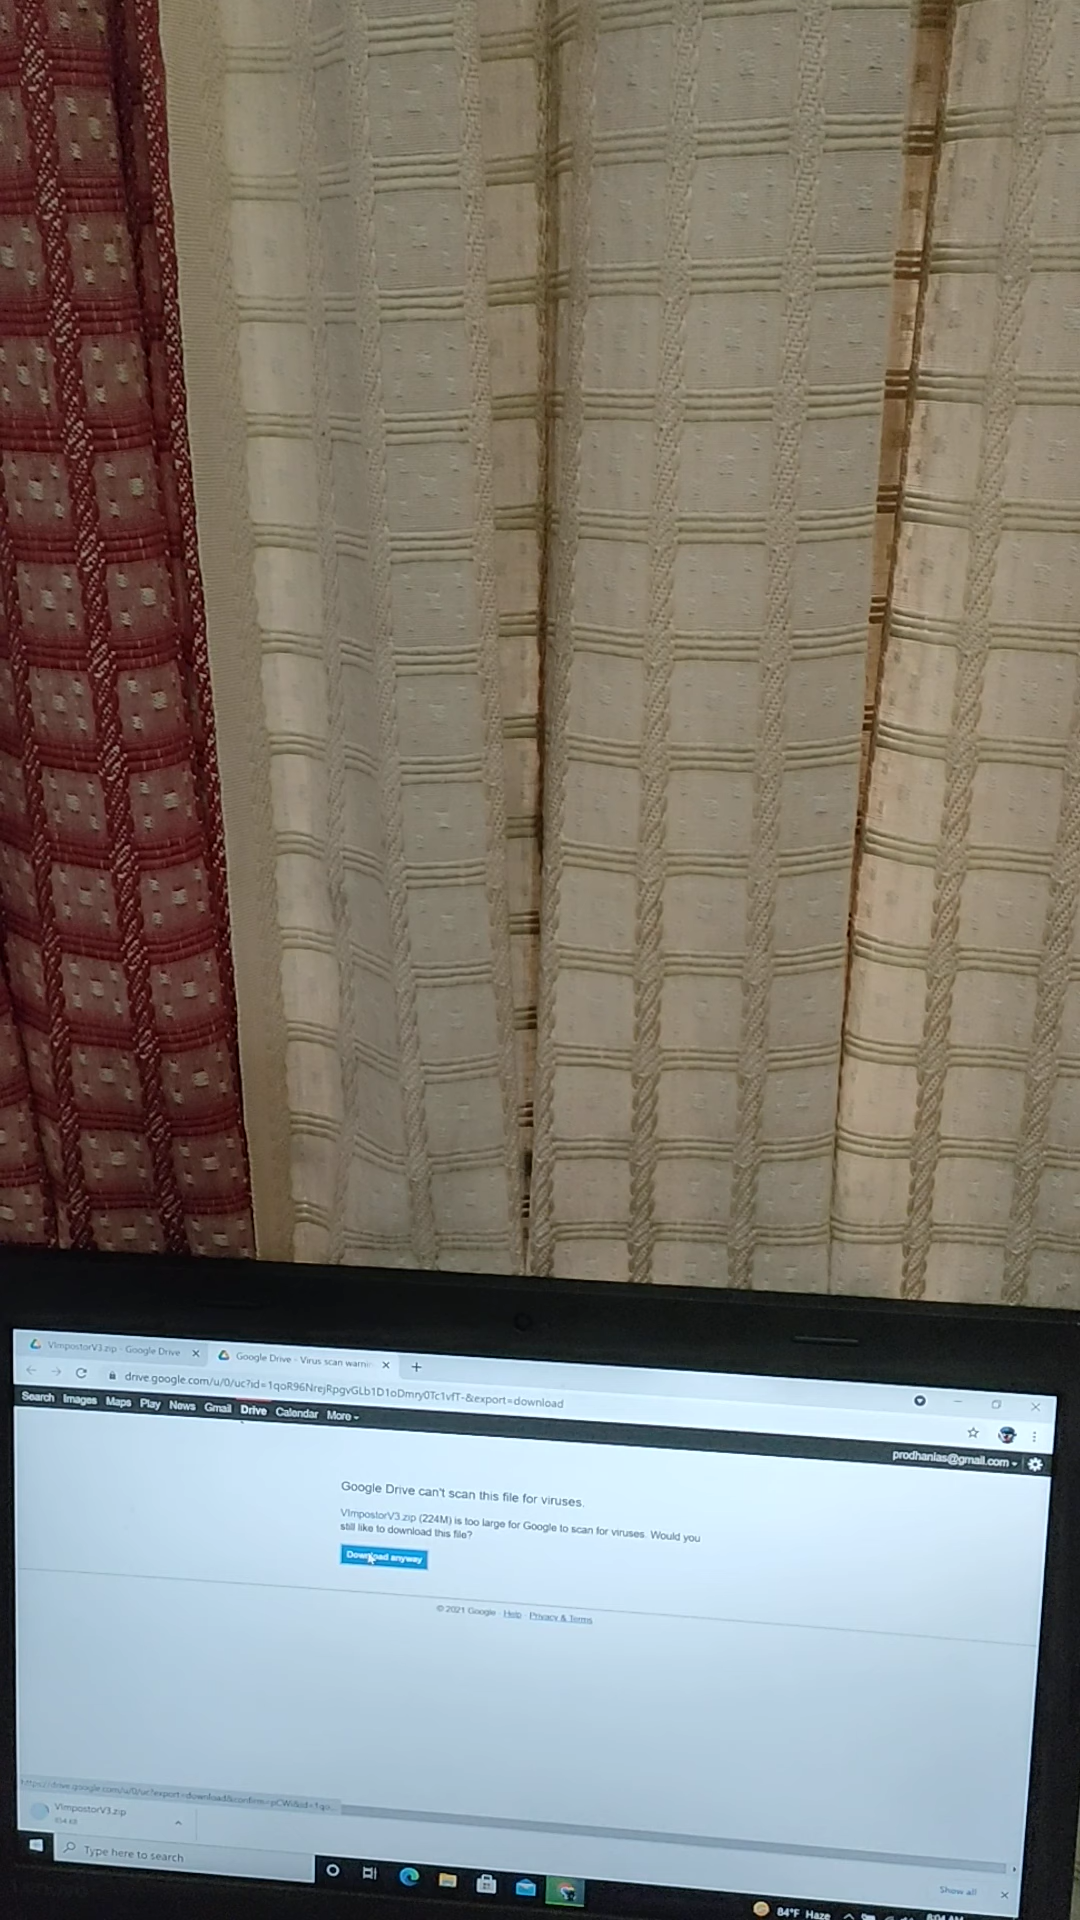 VImpostorV3.zip - Google Drive
Google Drive - Virus scan warni
drive.google.com/u/0/uc?id=1qoR96NrejRpgvGLb1D1oDmry0Tc1vfT-&export=download
Search Images Maps Play News Gmail Drive Calendar More
prodhanias@gmail.com
Google Drive can't scan this file for viruses.
VImpostorV3.zip (224M) is too large for Google to scan for viruses. Would you
still like to download this file?
Download anyway
© 2021 Google - Help - Privacy & Terms
VImpostorV3.zip
Show all
Type here to search
84°F Haze
8:04 AM